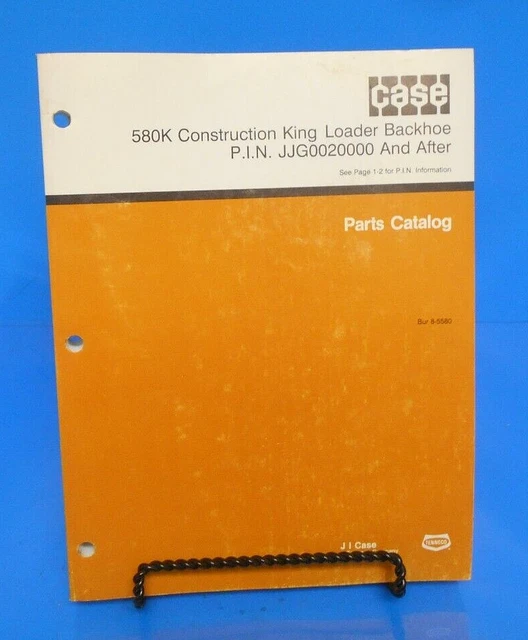 case
580K Construction King Loader Backhoe
P.I.N. JJG0020000 And After
See Page 1-2 for P.I.N. Information
Parts Catalog
Bur 8-5580
J I Case
TENNECO